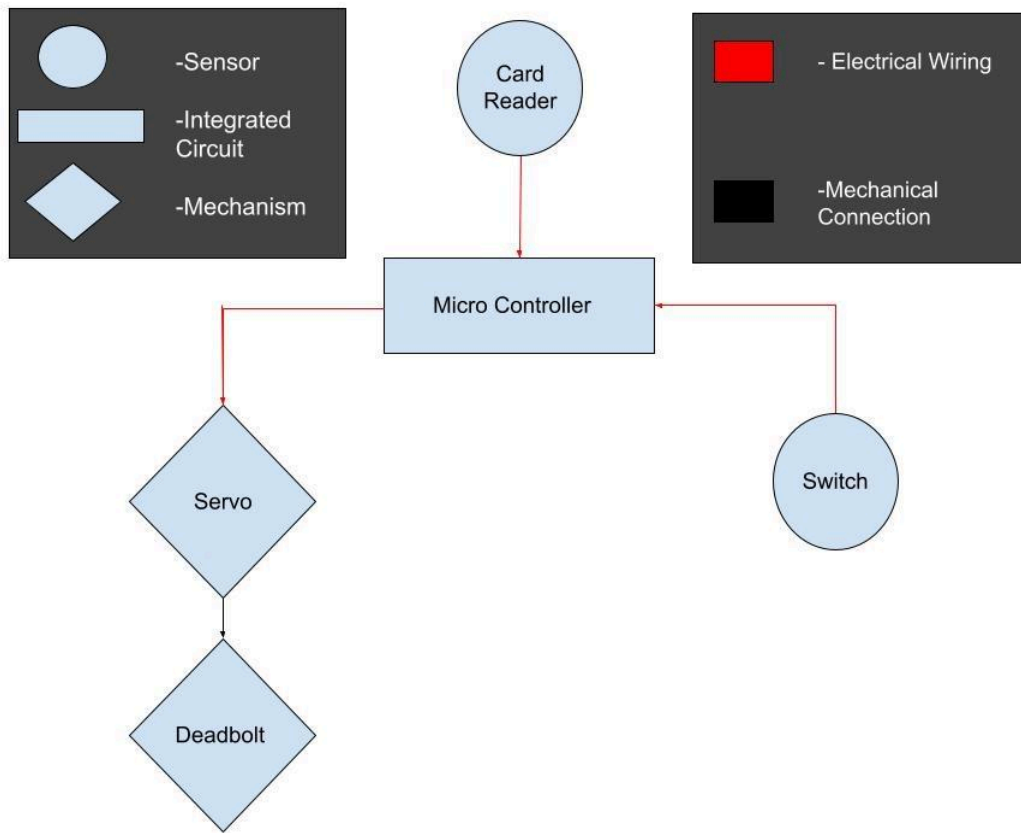 -Sensor
-Integrated
Circuit
-Mechanism
Card
Reader
- Electrical Wiring
-Mechanical
Connection
Micro Controller
Servo
Switch
Deadbolt